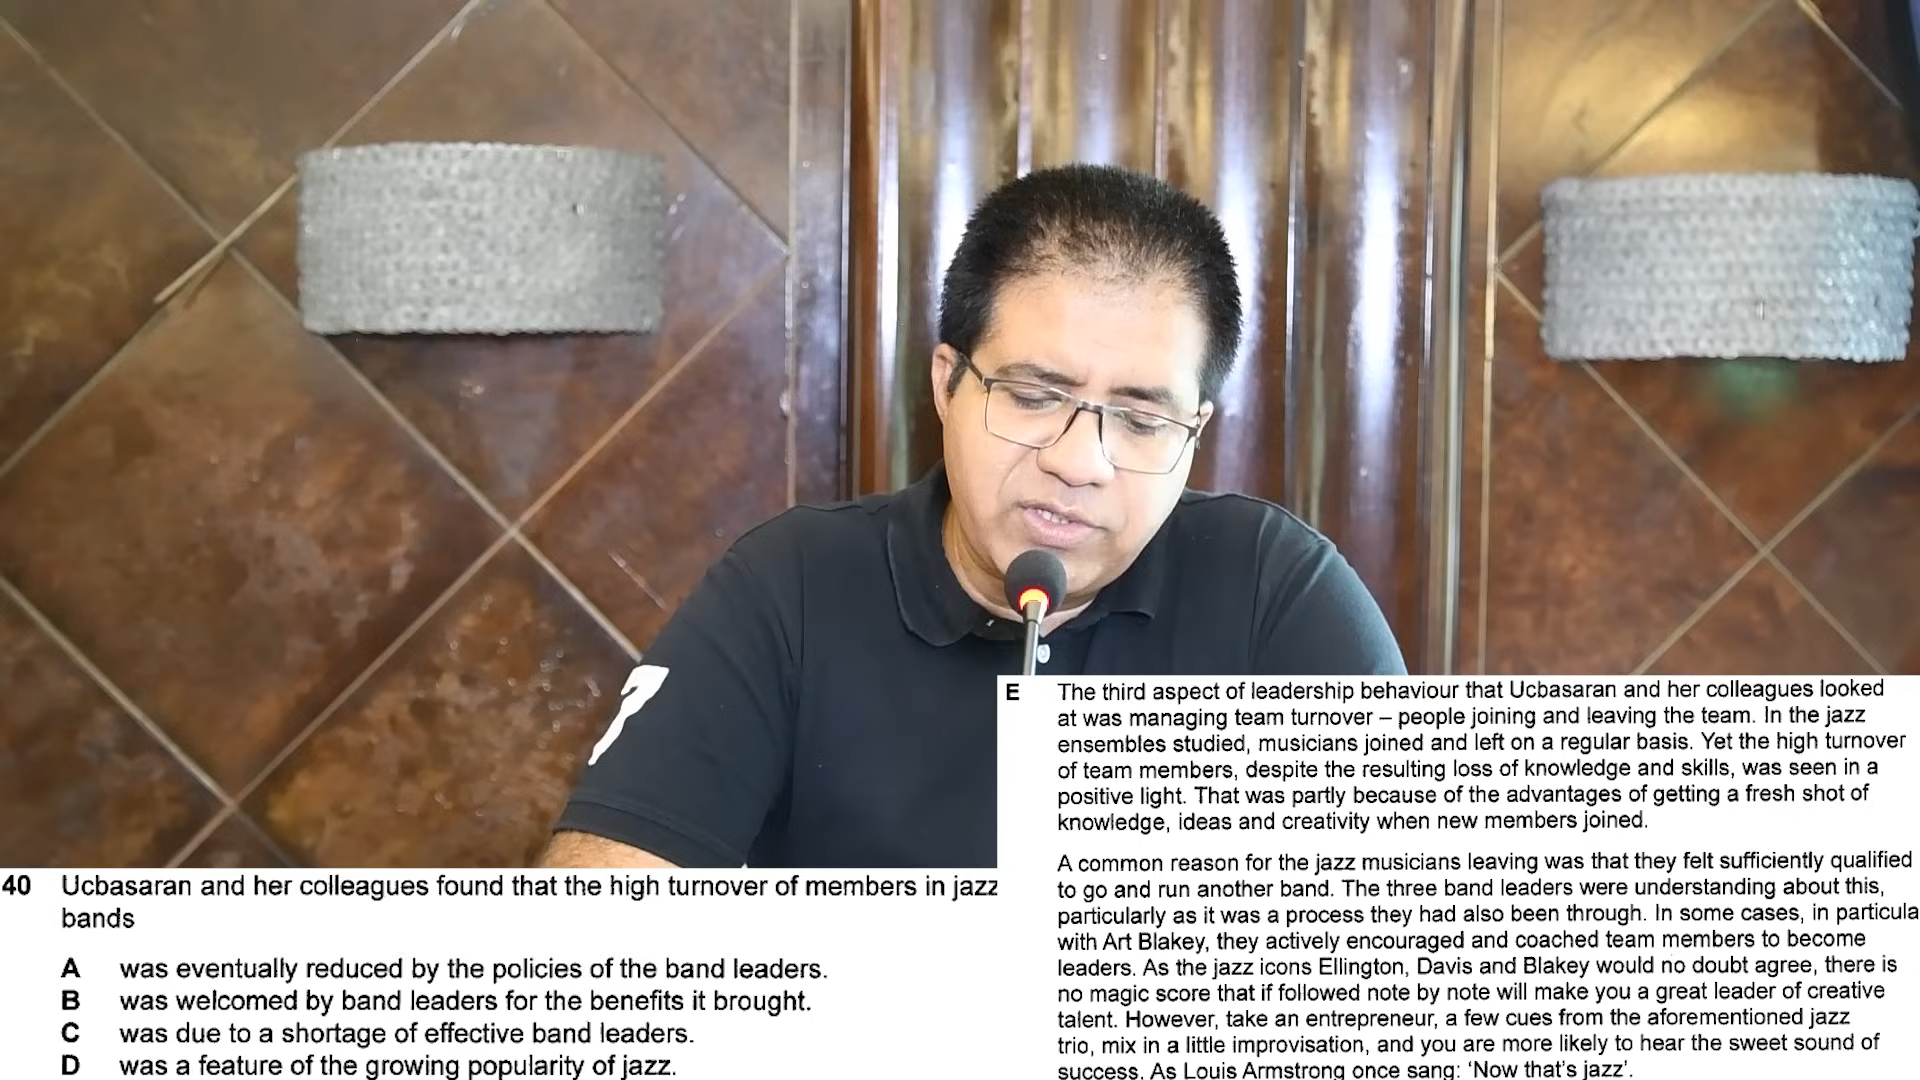 40 Ucbasaran and her colleagues found that the high turnover of members in jazz
bands
A was eventually reduced by the policies of the band leaders.
B was welcomed by band leaders for the benefits it brought.
C was due to a shortage of effective band leaders.
D was a feature of the growing popularity of jazz.
E The third aspect of leadership behaviour that Ucbasaran and her colleagues looked
at was managing team turnover – people joining and leaving the team. In the jazz
ensembles studied, musicians joined and left on a regular basis. Yet the high turnover
of team members, despite the resulting loss of knowledge and skills, was seen in a
positive light. That was partly because of the advantages of getting a fresh shot of
knowledge, ideas and creativity when new members joined.
A common reason for the jazz musicians leaving was that they felt sufficiently qualified
to go and run another band. The three band leaders were understanding about this,
particularly as it was a process they had also been through. In some cases, in particula
with Art Blakey, they actively encouraged and coached team members to become
leaders. As the jazz icons Ellington, Davis and Blakey would no doubt agree, there is
no magic score that if followed note by note will make you a great leader of creative
talent. However, take an entrepreneur, a few cues from the aforementioned jazz
trio, mix in a little improvisation, and you are more likely to hear the sweet sound of
success. As Louis Armstrong once sang: ‘Now that’s jazz’.